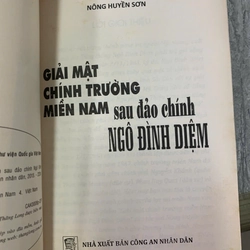 NÔNG HUYỀN SƠN
GIẢI MẬT
CHÍNH TRƯỜNG
MIỀN NAM sau đảo chính
NGÔ ĐÌNH DIỆM
NHÀ XUẤT BẢN CÔNG AN NHÂN DÂN